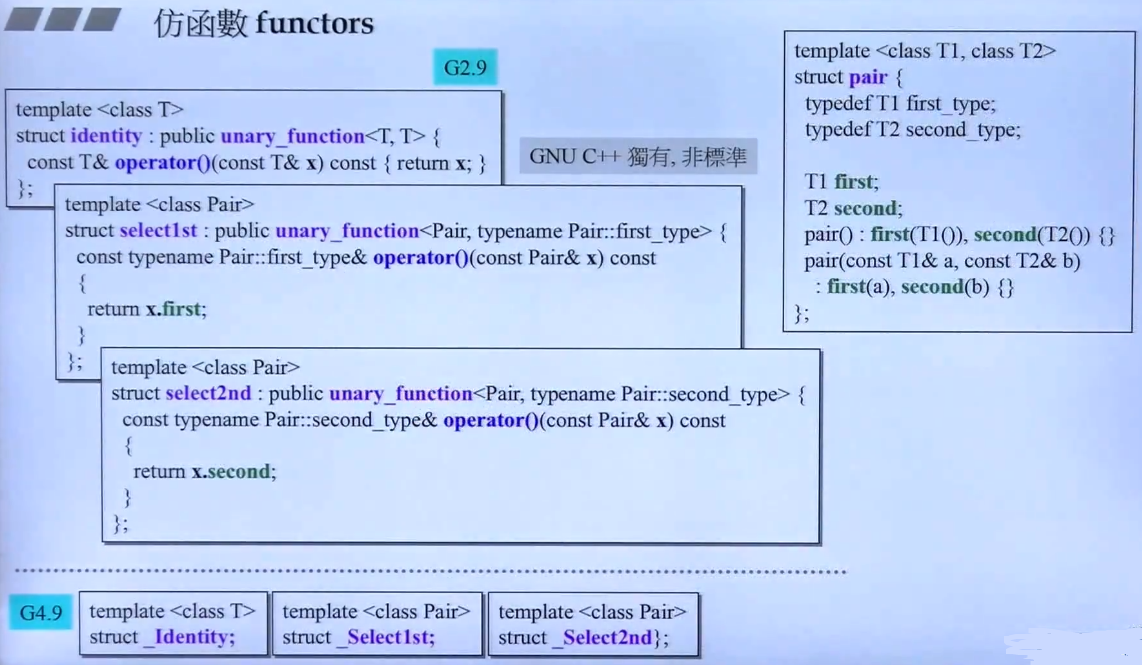 仿函數 functors
G2.9
template <class T>
struct identity : public unary_function<T, T> {
const T& operator()(const T& x) const { return x; }
};
GNU C++ 獨有, 非標準
template <class Pair>
struct select1st : public unary_function<Pair, typename Pair::first_type> {
const typename Pair::first_type& operator()(const Pair& x) const
{
return x.first;
}
};
template <class Pair>
struct select2nd : public unary_function<Pair, typename Pair::second_type> {
const typename Pair::second_type& operator()(const Pair& x) const
{
return x.second;
}
};
template <class T1, class T2>
struct pair {
typedef T1 first_type;
typedef T2 second_type;
T1 first;
T2 second;
pair() : first(T1()), second(T2()) {}
pair(const T1& a, const T2& b)
: first(a), second(b) {}
};
G4.9
template <class T>
struct _Identity;
template <class Pair>
struct _Select1st;
template <class Pair>
struct _Select2nd};